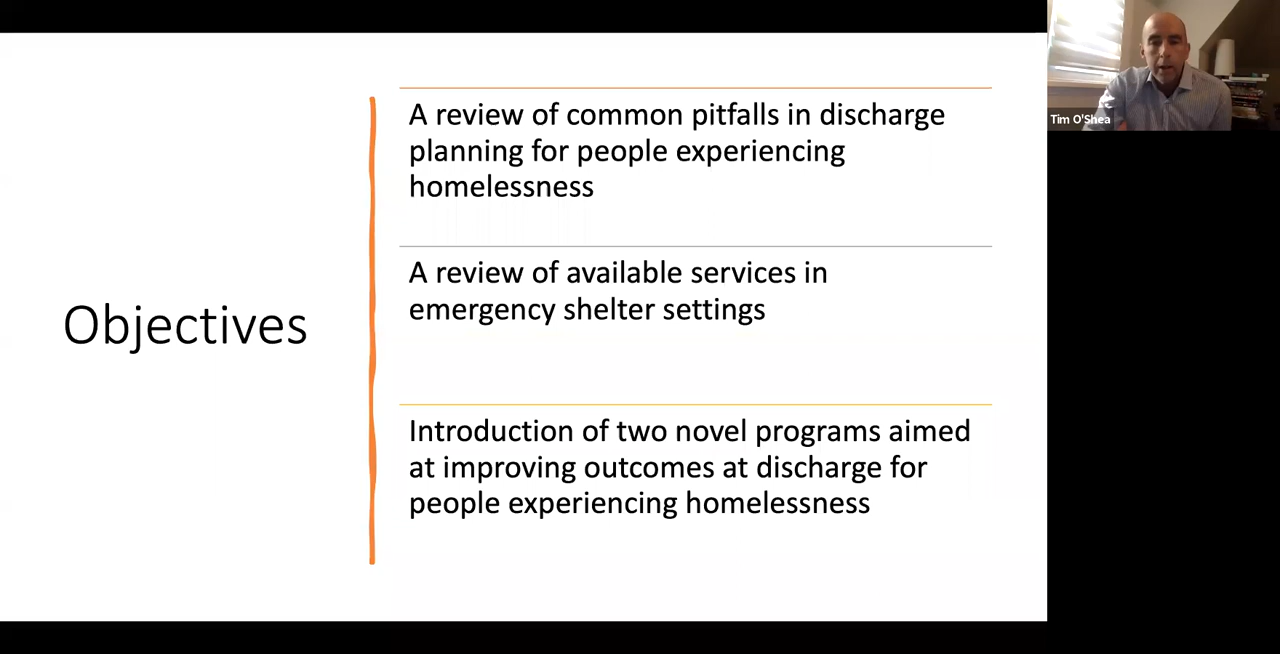 Objectives
A review of common pitfalls in discharge
planning for people experiencing
homelessness
A review of available services in
emergency shelter settings
Introduction of two novel programs aimed
at improving outcomes at discharge for
people experiencing homelessness
Tim O'Shea